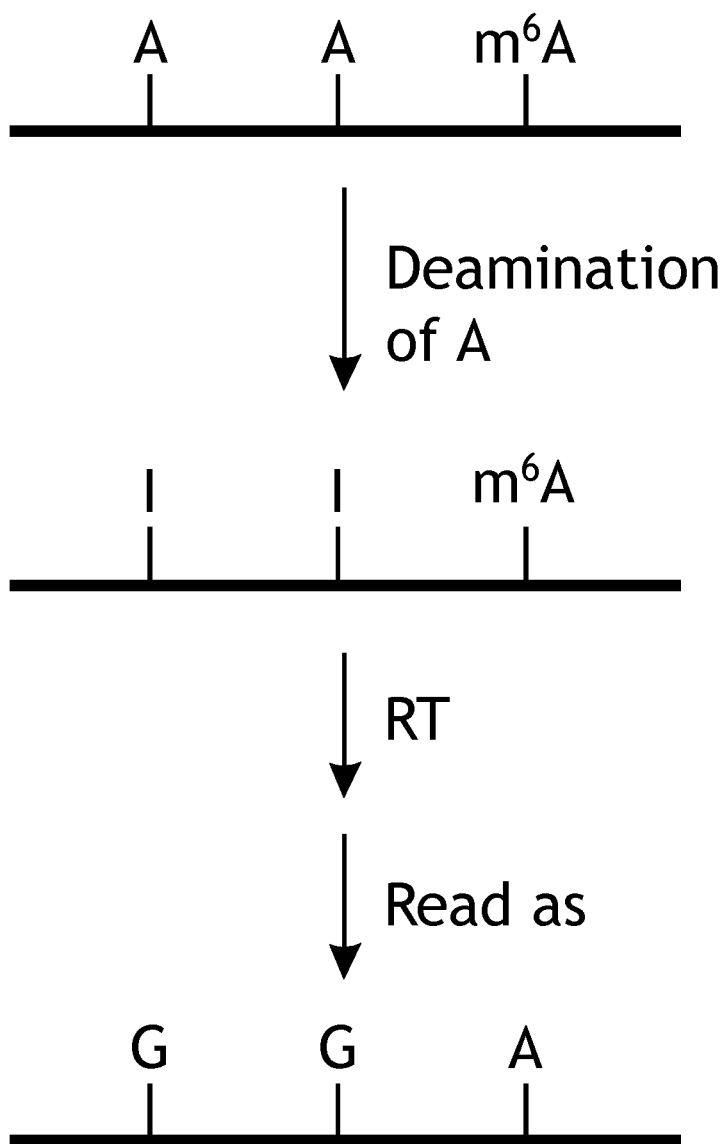 A A m⁶A
Deamination
of A
I I m⁶A
RT
Read as
G G A